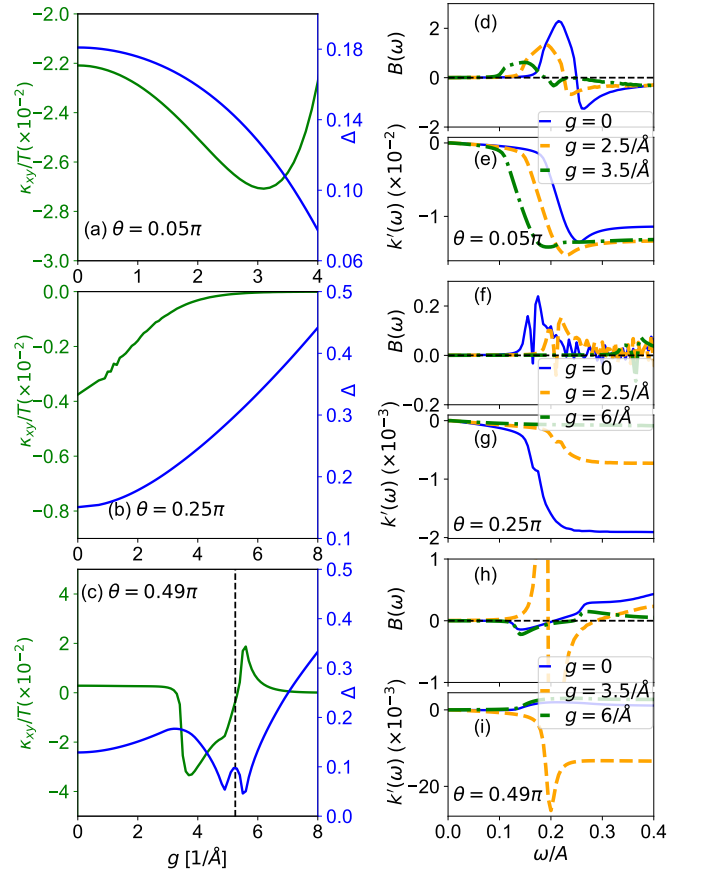 −2.0
−2.2
−2.4
−2.6
−2.8
−3.0
κxy/T(×10−2)
0.18
0.14
0.10
0.06
Δ
(a) θ = 0.05π
0 1 2 3 4
0.0
−0.2
−0.4
−0.6
−0.8
κxy/T(×10−2)
0.5
0.4
0.3
0.2
0.1
Δ
(b) θ = 0.25π
0 2 4 6 8
4
2
0
−2
−4
κxy/T(×10−2)
0.5
0.4
0.3
0.2
0.1
0.0
Δ
(c) θ = 0.49π
0 2 4 6 8
g [1/Å]
2
0
2
B(ω)
(d)
g = 0
g = 2.5/Å
g = 3.5/Å
0
−1
k′(ω) (×10−2)
(e)
θ = 0.05π
0.2
0.0
−0.2
B(ω)
(f)
g = 0
g = 2.5/Å
g = 6/Å
0
−1
−2
k′(ω) (×10−3)
(g)
θ = 0.25π
1
0
1
B(ω)
(h)
g = 0
g = 3.5/Å
g = 6/Å
0
−20
k′(ω) (×10−3)
(i)
θ = 0.49π
0.0 0.1 0.2 0.3 0.4
ω/A